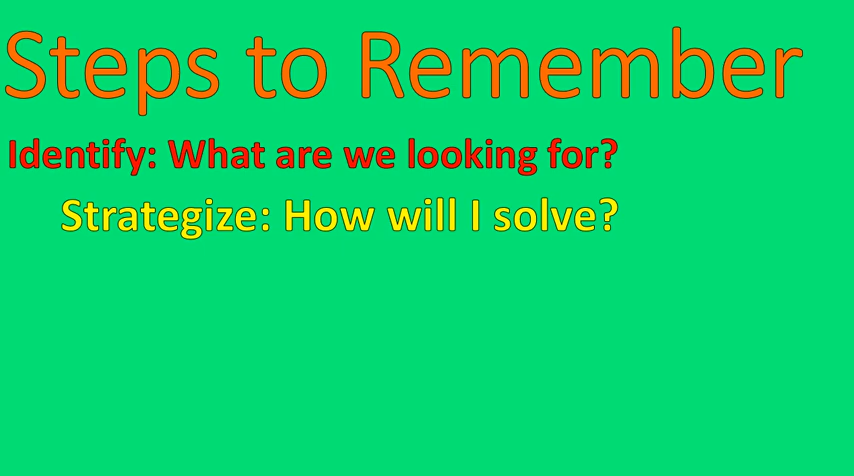 Steps to Remember
Identify: What are we looking for?
Strategize: How will I solve?